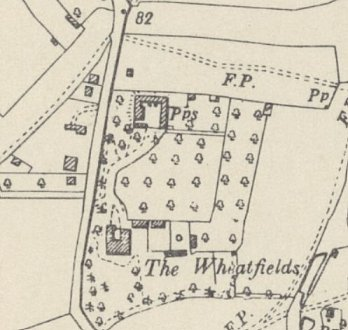 82
F.P.
Pp
Pps
The Wheatfields
F.P.